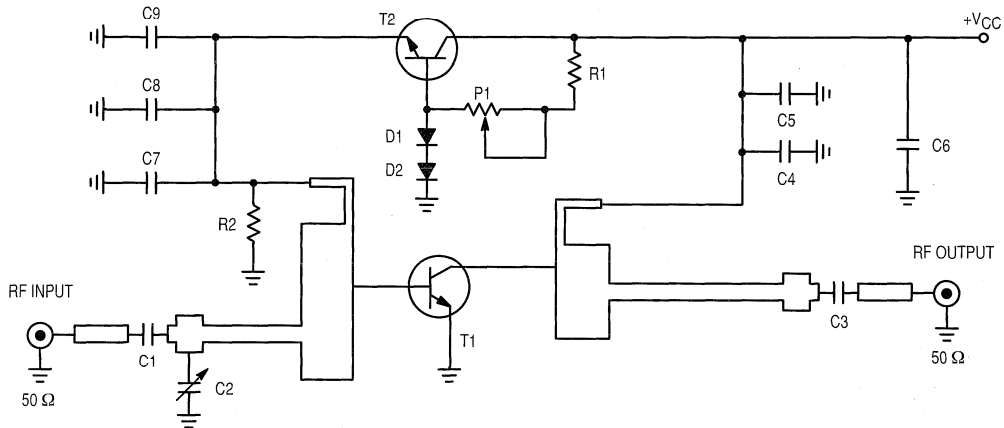 C9
T2
+VCC
R1
C8
P1
C5
D1
C7
D2
C4
C6
R2
RF INPUT
RF OUTPUT
C1
C2
T1
C3
50 Ω
50 Ω